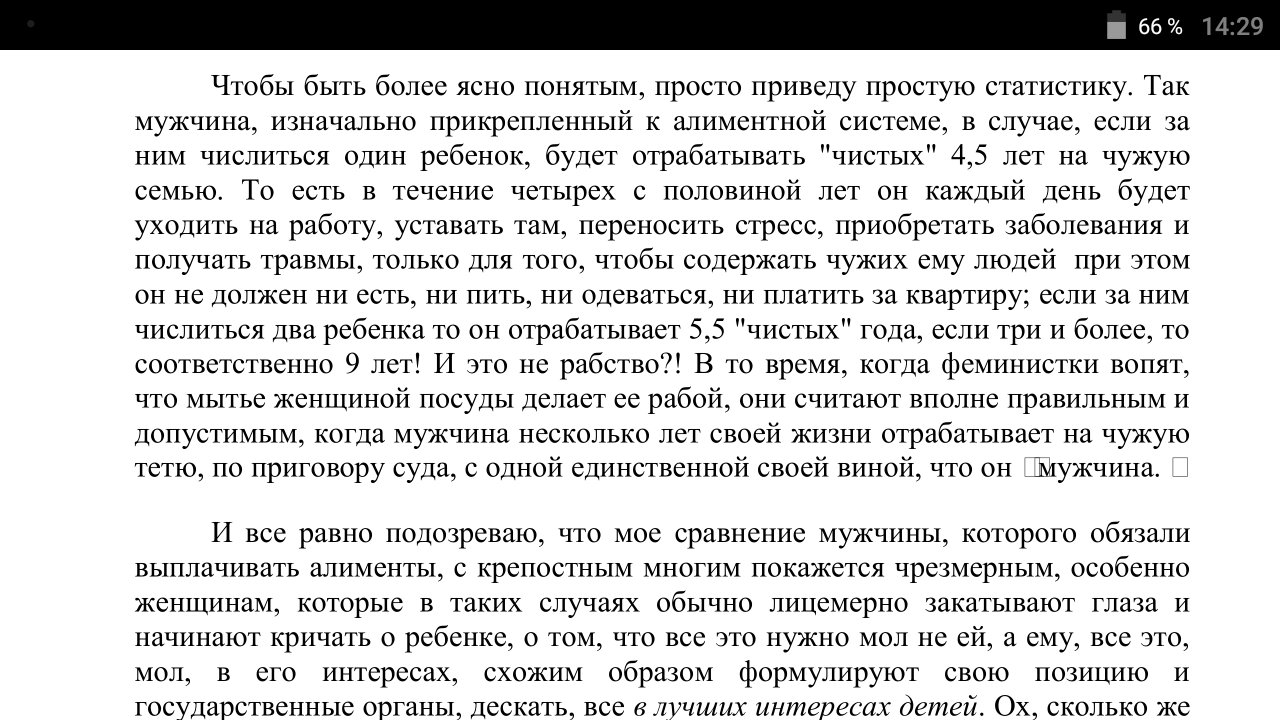 66 % 14:29
Чтобы быть более ясно понятым, просто приведу простую статистику. Так
мужчина, изначально прикрепленный к алиментной системе, в случае, если за
ним числиться один ребенок, будет отрабатывать "чистых" 4,5 лет на чужую
семью. То есть в течение четырех с половиной лет он каждый день будет
уходить на работу, уставать там, переносить стресс, приобретать заболевания и
получать травмы, только для того, чтобы содержать чужих ему людей при этом
он не должен ни есть, ни пить, ни одеваться, ни платить за квартиру; если за ним
числиться два ребенка то он отрабатывает 5,5 "чистых" года, если три и более, то
соответственно 9 лет! И это не рабство?! В то время, когда феминистки вопят,
что мытье женщиной посуды делает ее рабой, они считают вполне правильным и
допустимым, когда мужчина несколько лет своей жизни отрабатывает на чужую
тетю, по приговору суда, с одной единственной своей виной, что он мужчина.
И все равно подозреваю, что мое сравнение мужчины, которого обязали
выплачивать алименты, с крепостным многим покажется чрезмерным, особенно
женщинам, которые в таких случаях обычно лицемерно закатывают глаза и
начинают кричать о ребенке, о том, что все это нужно мол не ей, а ему, все это,
мол, в его интересах, схожим образом формулируют свою позицию и
государственные органы, дескать, все в лучших интересах детей. Ох, сколько же